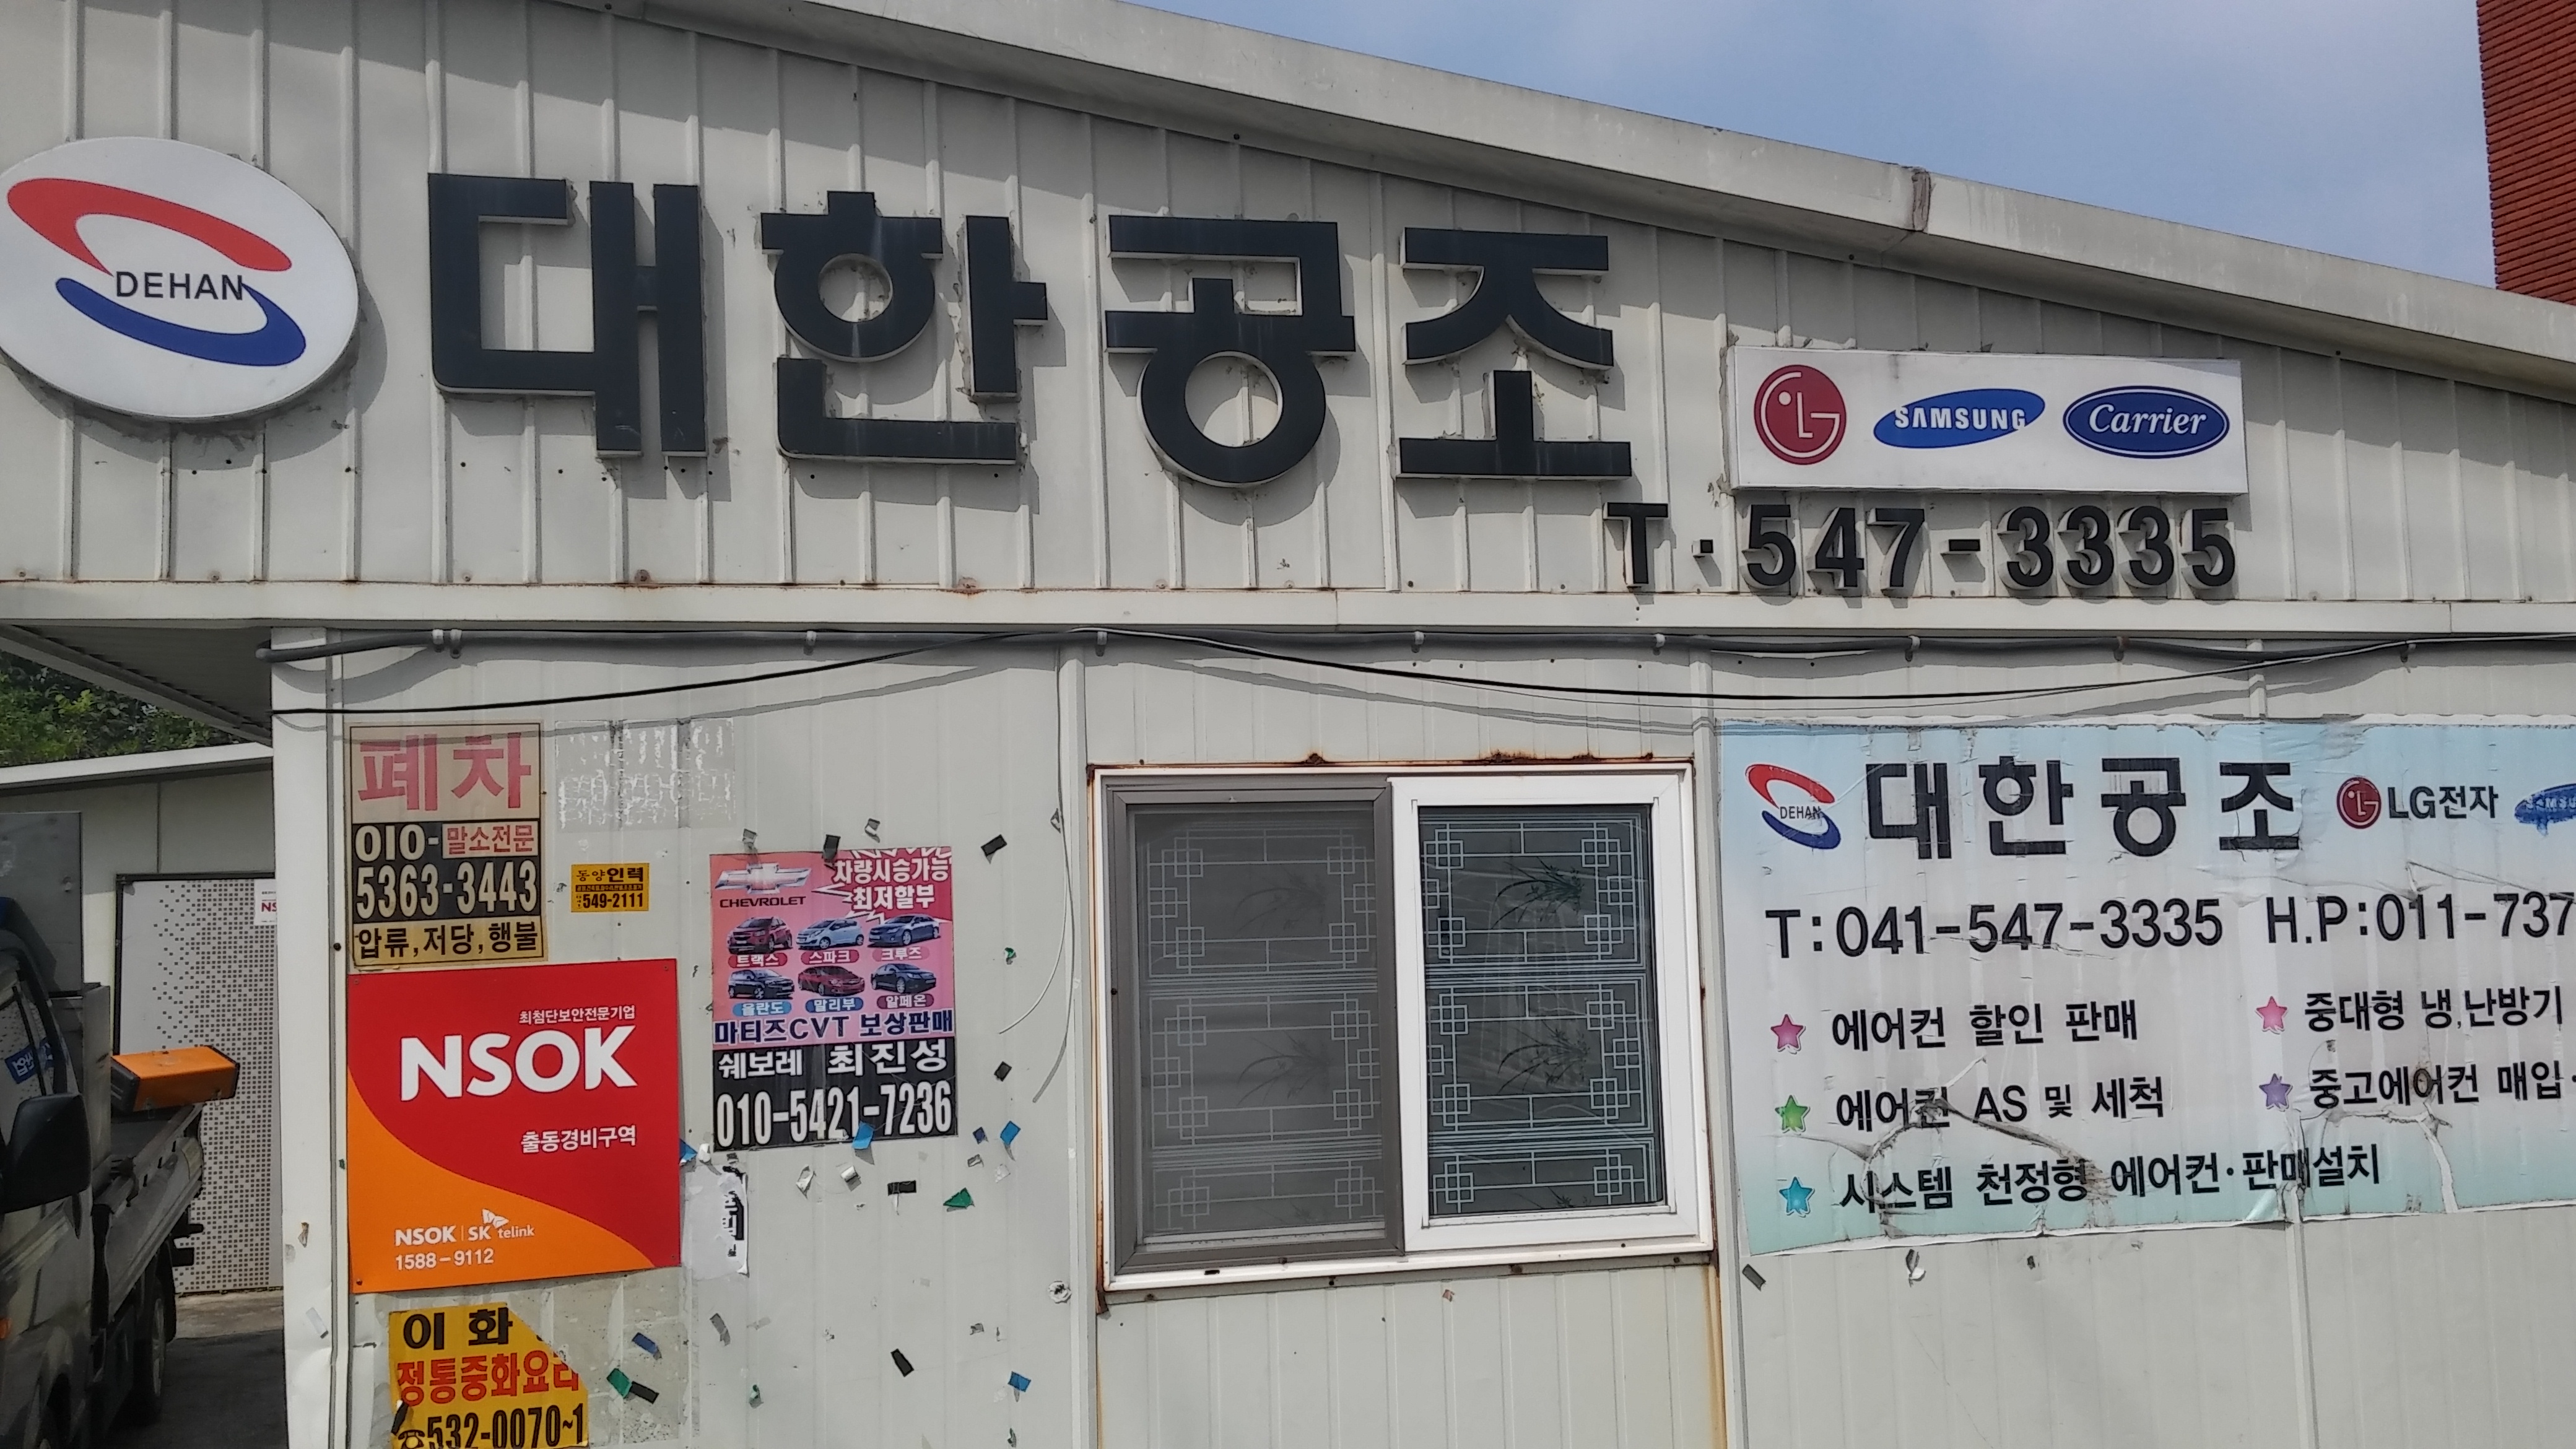 DEHAN
대한공조
LG
SAMSUNG
Carrier
T·547-3335
폐차
010-말소전문
5363-3443
압류,저당,행불
동양인력
549-2111
CHEVROLET
차량시승가능
최저할부
트랙스 스파크 크루즈
올란도 말리부 알페온
마티즈CVT 보상판매
쉐보레 최진성
010-5421-7236
최첨단보안전문기업
NSOK
출동경비구역
NSOK | SK telink
1588-9112
이화
정통중화요리
532-0070~1
DEHAN
대한공조
LG전자
T:041-547-3335 H.P:011-737
에어컨 할인 판매
중대형 냉,난방기
에어컨 AS 및 세척
중고에어컨 매입·
시스템 천정형 에어컨·판매설치